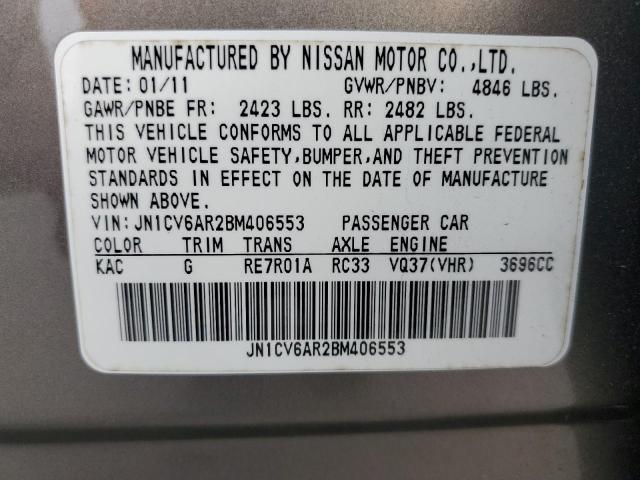 MANUFACTURED BY NISSAN MOTOR CO.,LTD.
DATE: 01/11 GVWR/PNBV: 4846 LBS.
GAWR/PNBE FR: 2423 LBS. RR: 2482 LBS.
THIS VEHICLE CONFORMS TO ALL APPLICABLE FEDERAL
MOTOR VEHICLE SAFETY,BUMPER,AND THEFT PREVENTION
STANDARDS IN EFFECT ON THE DATE OF MANUFACTURE
SHOWN ABOVE.
VIN:JN1CV6AR2BM406553 PASSENGER CAR
COLOR TRIM TRANS AXLE ENGINE
KAC G RE7R01A RC33 VQ37(VHR) 3696CC
JN1CV6AR2BM406553